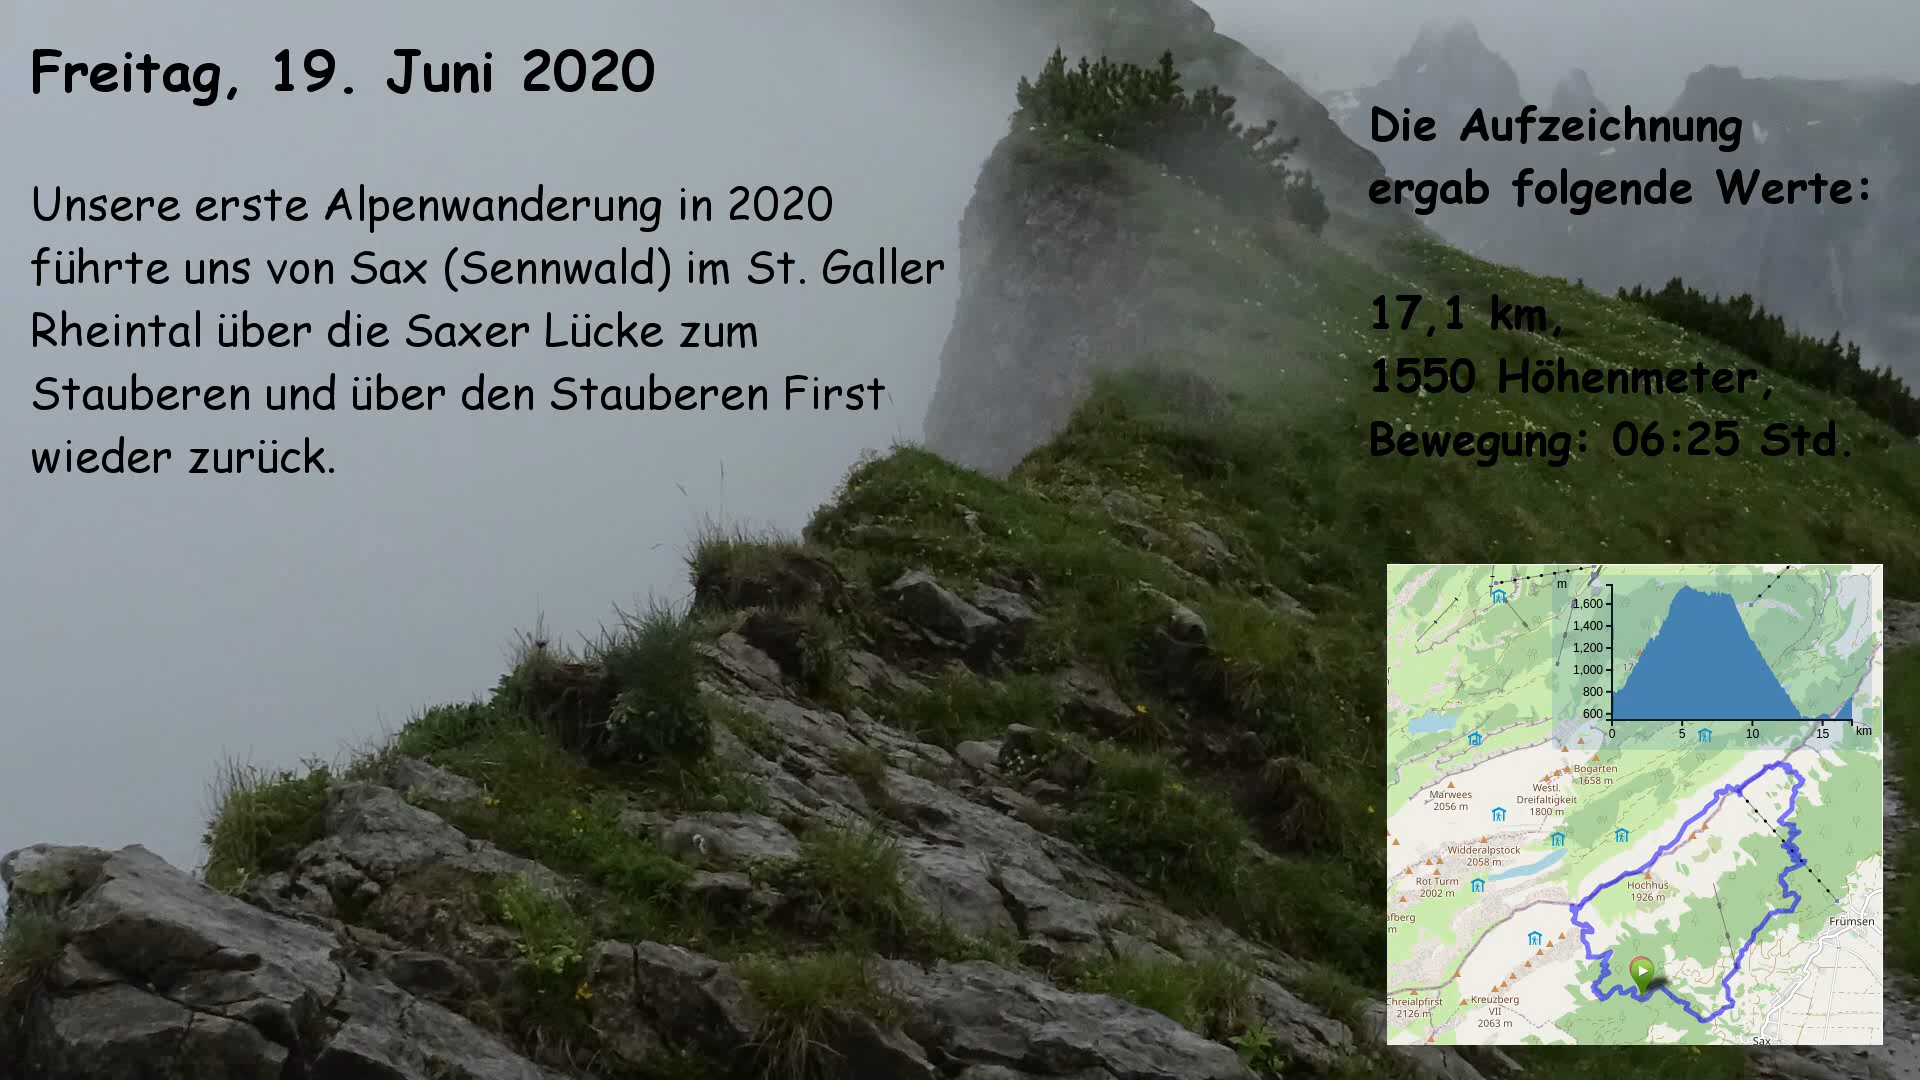 Freitag, 19. Juni 2020
Unsere erste Alpenwanderung in 2020
führte uns von Sax (Sennwald) im St. Galler
Rheintal über die Saxer Lücke zum
Stauberen und über den Stauberen First
wieder zurück.
Die Aufzeichnung
ergab folgende Werte:
17,1 km,
1550 Höhenmeter,
Bewegung: 06:25 Std.
m
1,600
1,400
1,200
1,000
800
600
0 5 10 15 km
Bogarten
1658 m
Marwees
2056 m
Westl.
Dreifaltigkeit
1800 m
Widderalpstöck
2058 m
Rot Turm
2002 m
Hochhus
1926 m
Frümsen
Kreuzberg
VII
2063 m
Chreialpfirst
2126 m
Sax